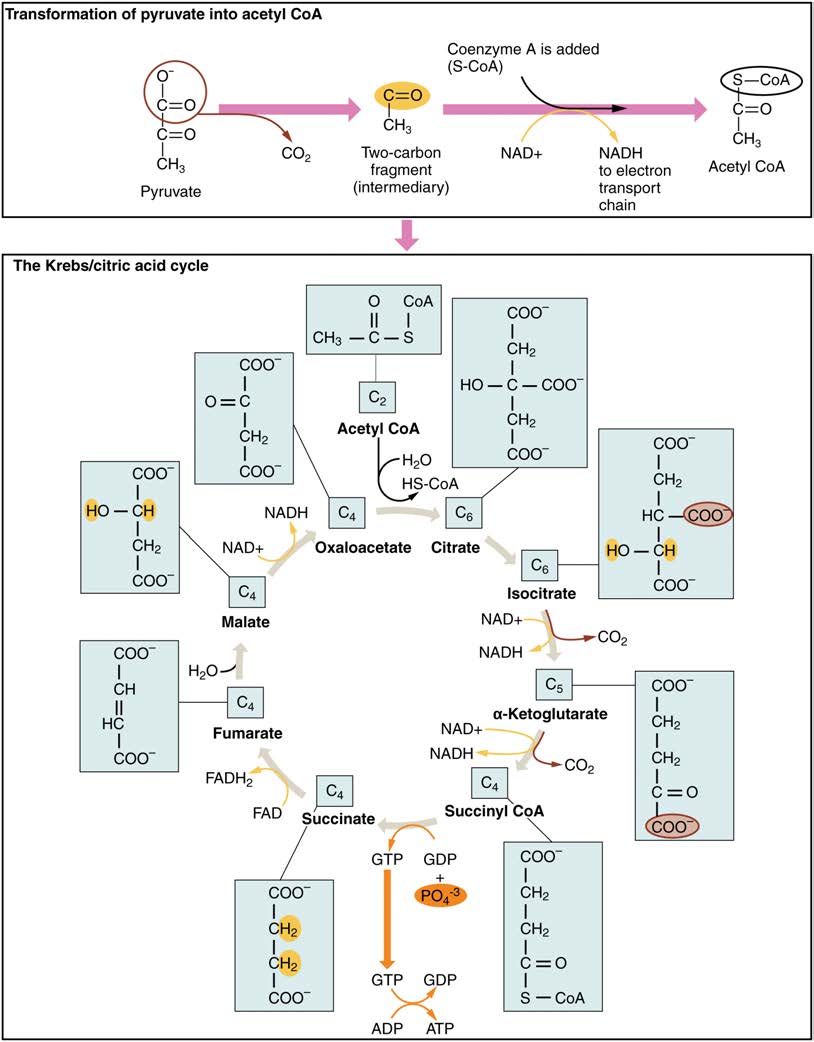 Transformation of pyruvate into acetyl CoA
O⁻
C=O
C=O
CH₃
Pyruvate
CO₂
C=O
CH₃
Two-carbon
fragment
(intermediary)
Coenzyme A is added
(S-CoA)
NAD+
NADH
to electron
transport
chain
S—CoA
C=O
CH₃
Acetyl CoA
The Krebs/citric acid cycle
O CoA
CH₃ — C — S
C₂
Acetyl CoA
H₂O
HS-CoA
COO⁻
O=C
CH₂
COO⁻
C₄
Oxaloacetate
COO⁻
CH₂
HO — C — COO⁻
CH₂
COO⁻
C₆
Citrate
COO⁻
CH₂
HC — COO⁻
HO — CH
COO⁻
C₆
Isocitrate
NAD+
NADH
CO₂
COO⁻
CH₂
CH₂
C=O
COO⁻
C₅
α-Ketoglutarate
NAD+
NADH
CO₂
C₄
Succinyl CoA
COO⁻
CH₂
CH₂
C=O
S — CoA
GTP GDP
+
PO₄⁻³
GTP GDP
ADP ATP
C₄
Succinate
COO⁻
CH₂
CH₂
COO⁻
FADH₂
FAD
C₄
Fumarate
COO⁻
CH
HC
COO⁻
H₂O
C₄
Malate
COO⁻
HO — CH
CH₂
COO⁻
NAD+
NADH